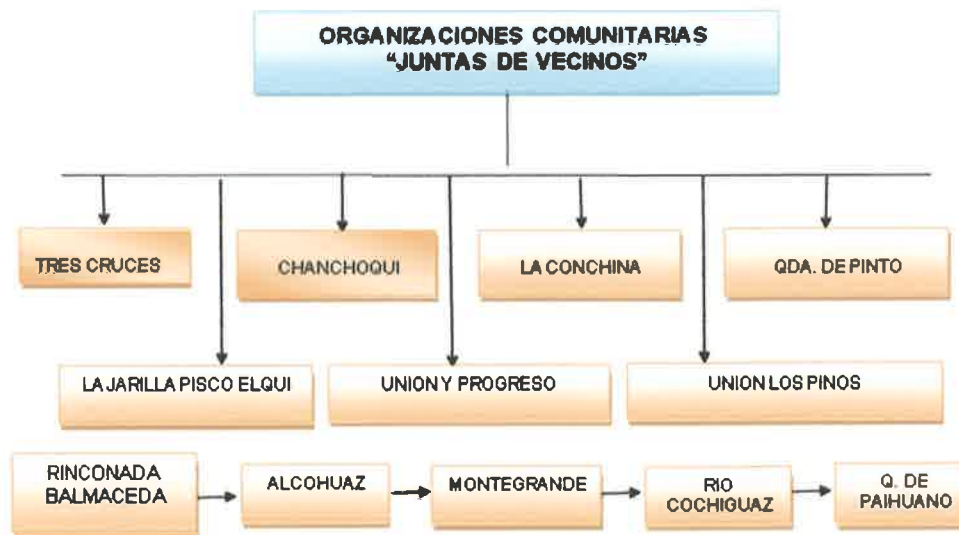 ORGANIZACIONES COMUNITARIAS
“JUNTAS DE VECINOS”
TRES CRUCES
CHANCHOQUI
LA CONCHINA
QDA. DE PINTO
LA JARILLA PISCO ELQUI
UNION Y PROGRESO
UNION LOS PINOS
RINCONADA
BALMACEDA
ALCOHUAZ
MONTEGRANDE
RIO
COCHIGUAZ
Q. DE
PAIHUANO